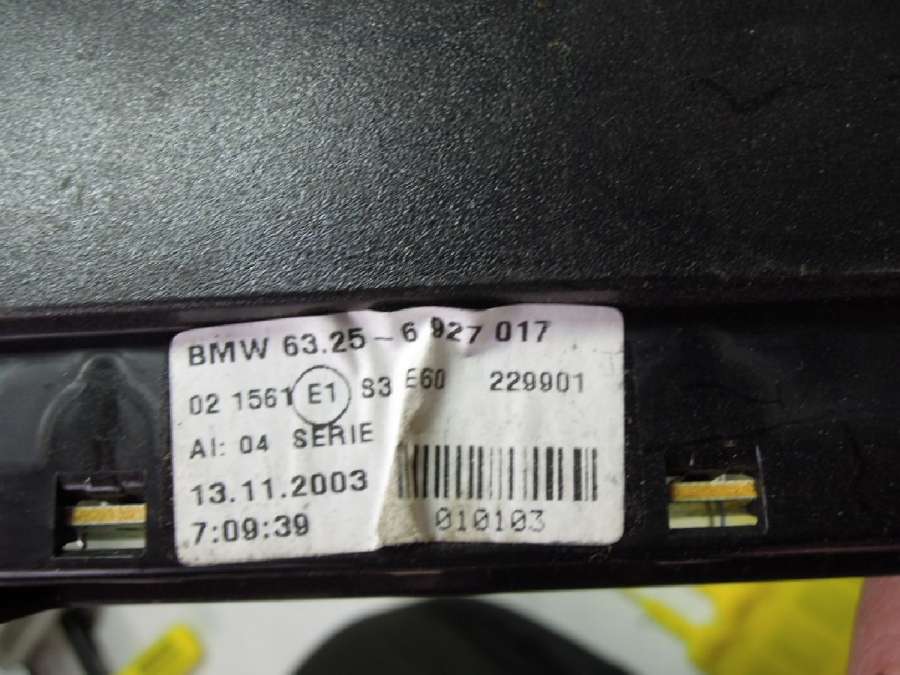 BMW 63.25-6 927 017
02 1561 E1 S3 E60 229901
AI: 04 SERIE
13.11.2003
7:09:39 010103